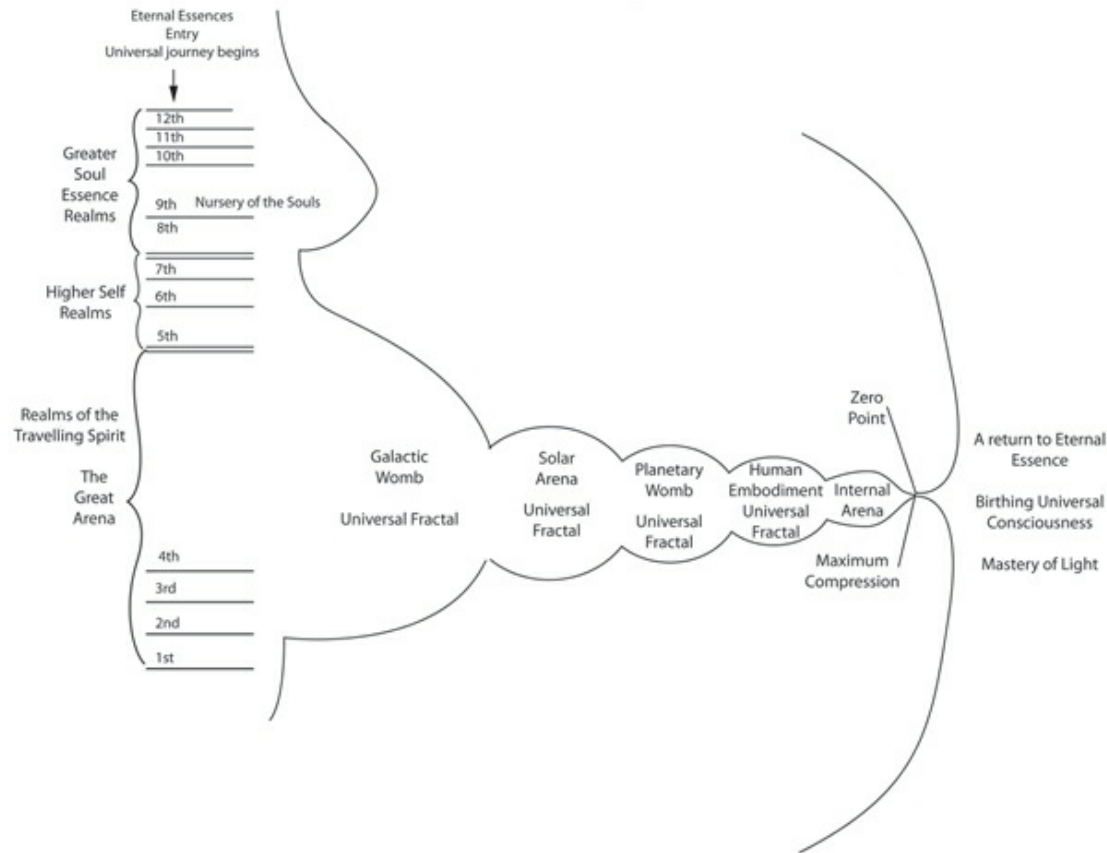 Eternal Essences
Entry
Universal journey begins
12th
11th
10th
9th Nursery of the Souls
8th
Greater
Soul
Essence
Realms
7th
6th
5th
Higher Self
Realms
Realms of the
Travelling Spirit
The
Great
Arena
4th
3rd
2nd
1st
Galactic
Womb
Universal Fractal
Solar
Arena
Universal
Fractal
Planetary
Womb
Universal
Fractal
Human
Embodiment
Universal
Fractal
Internal
Arena
Zero
Point
Maximum
Compression
A return to Eternal
Essence
Birthing Universal
Consciousness
Mastery of Light